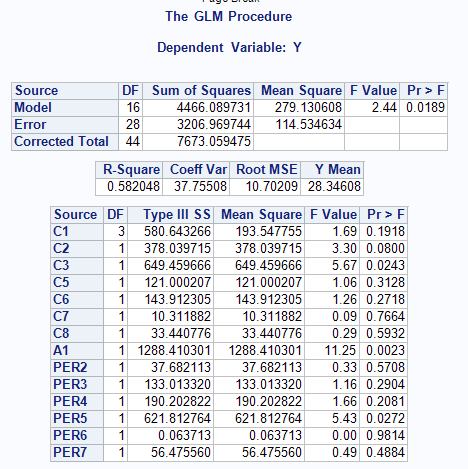 The GLM Procedure
Dependent Variable: Y
Source DF Sum of Squares Mean Square F Value Pr > F
Model 16 4466.089731 279.130608 2.44 0.0189
Error 28 3206.969744 114.534634
Corrected Total 44 7673.059475
R-Square Coeff Var Root MSE Y Mean
0.582048 37.75508 10.70209 28.34608
Source DF Type III SS Mean Square F Value Pr > F
C1 3 580.643266 193.547755 1.69 0.1918
C2 1 378.039715 378.039715 3.30 0.0800
C3 1 649.459666 649.459666 5.67 0.0243
C5 1 121.000207 121.000207 1.06 0.3128
C6 1 143.912305 143.912305 1.26 0.2718
C7 1 10.311882 10.311882 0.09 0.7664
C8 1 33.440776 33.440776 0.29 0.5932
A1 1 1288.410301 1288.410301 11.25 0.0023
PER2 1 37.682113 37.682113 0.33 0.5708
PER3 1 133.013320 133.013320 1.16 0.2904
PER4 1 190.202822 190.202822 1.66 0.2081
PER5 1 621.812764 621.812764 5.43 0.0272
PER6 1 0.063713 0.063713 0.00 0.9814
PER7 1 56.475560 56.475560 0.49 0.4884